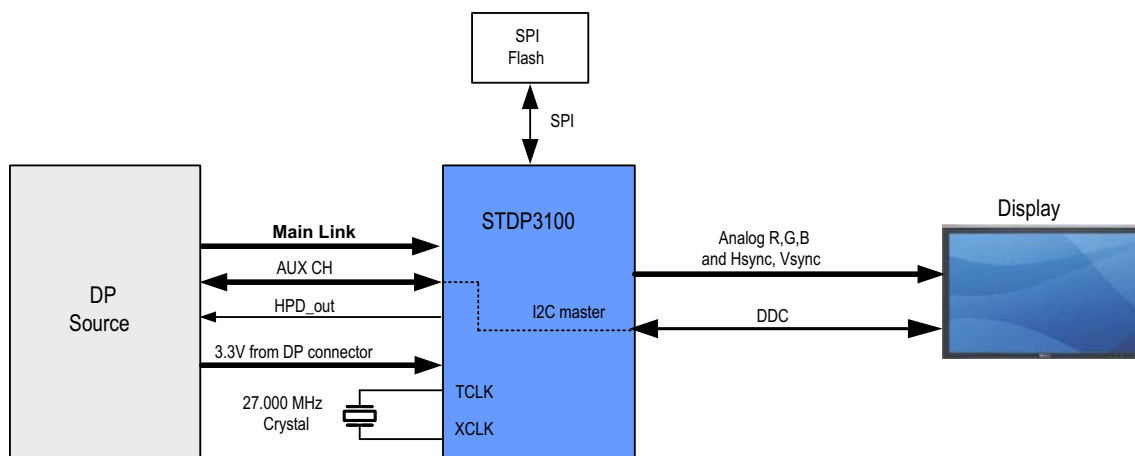 SPI
Flash
SPI
DP
Source
Main Link
AUX CH
HPD_out
3.3V from DP connector
27.000 MHz
Crystal
STDP3100
I2C master
TCLK
XCLK
Analog R,G,B
and Hsync, Vsync
DDC
Display